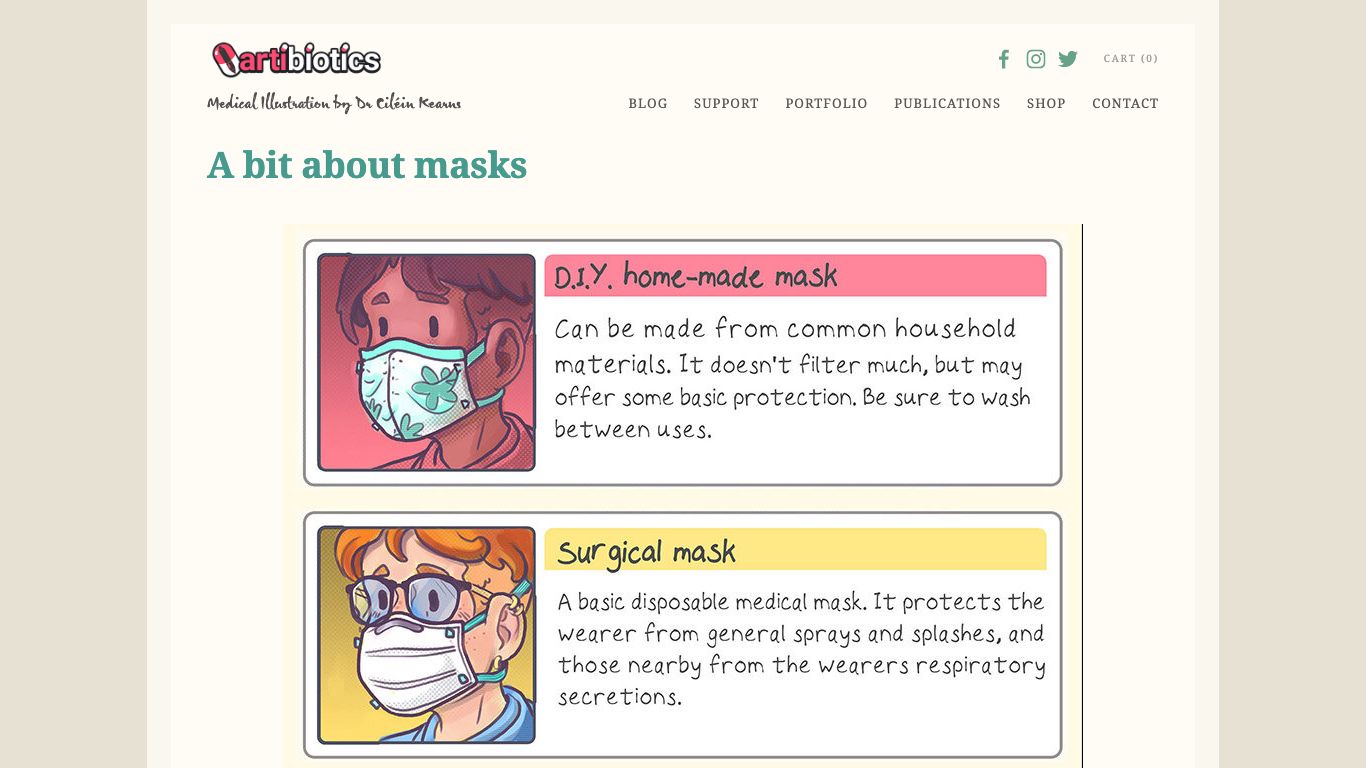 artibiotics
CART (0)
Medical Illustration by Dr Ciléin Kearns
BLOG SUPPORT PORTFOLIO PUBLICATIONS SHOP CONTACT
A bit about masks
D.I.Y. home-made mask
Can be made from common household
materials. It doesn't filter much, but may
offer some basic protection. Be sure to wash
between uses.
Surgical mask
A basic disposable medical mask. It protects the
wearer from general sprays and splashes, and
those nearby from the wearers respiratory
secretions.